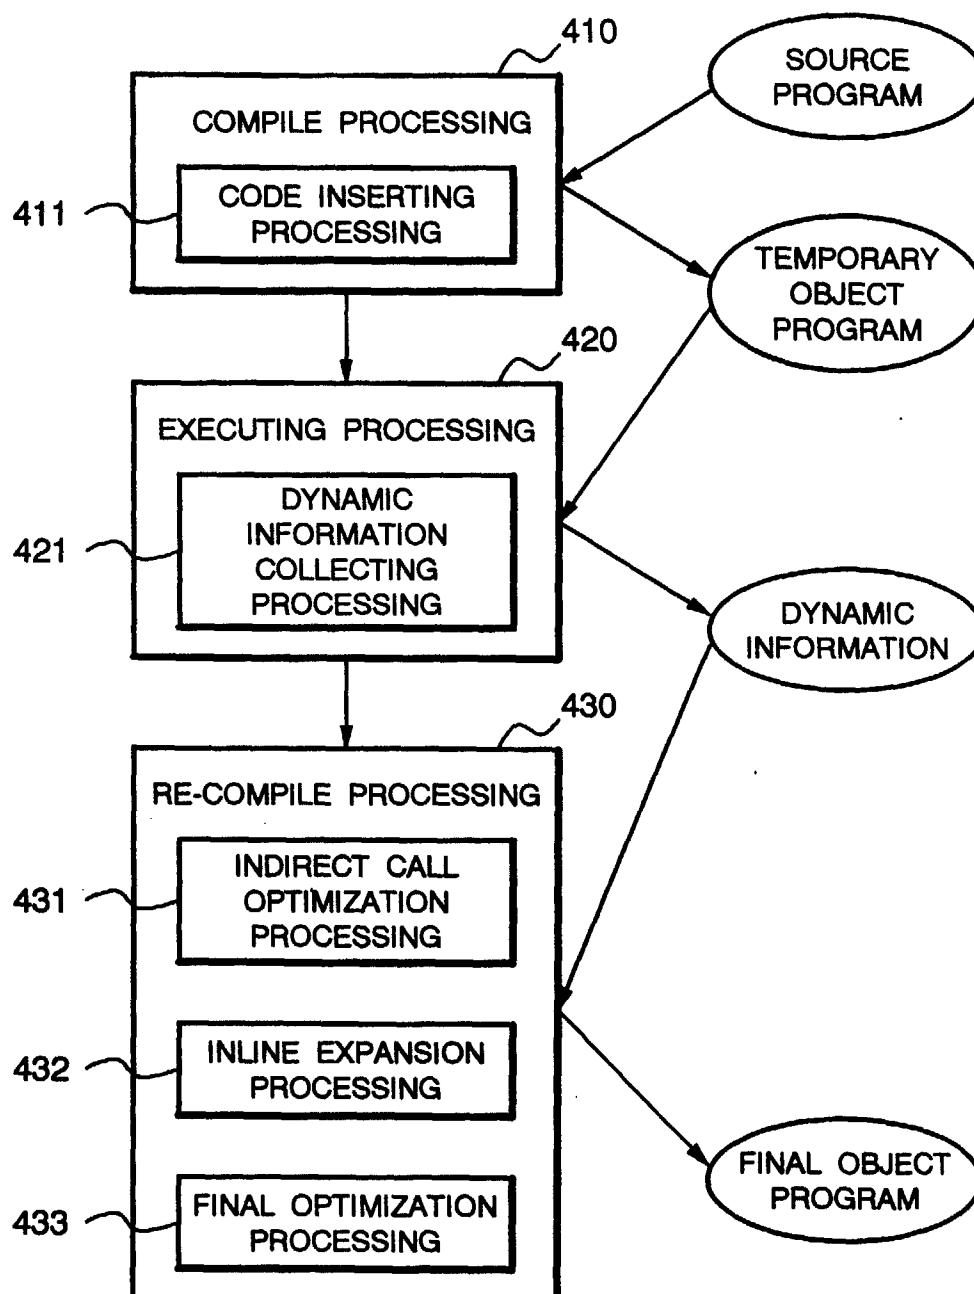 410
SOURCE
PROGRAM
COMPILE PROCESSING
411
CODE INSERTING
PROCESSING
TEMPORARY
OBJECT
PROGRAM
420
EXECUTING PROCESSING
421
DYNAMIC
INFORMATION
COLLECTING
PROCESSING
DYNAMIC
INFORMATION
430
RE-COMPILE PROCESSING
431
INDIRECT CALL
OPTIMIZATION
PROCESSING
432
INLINE EXPANSION
PROCESSING
433
FINAL OPTIMIZATION
PROCESSING
FINAL OBJECT
PROGRAM